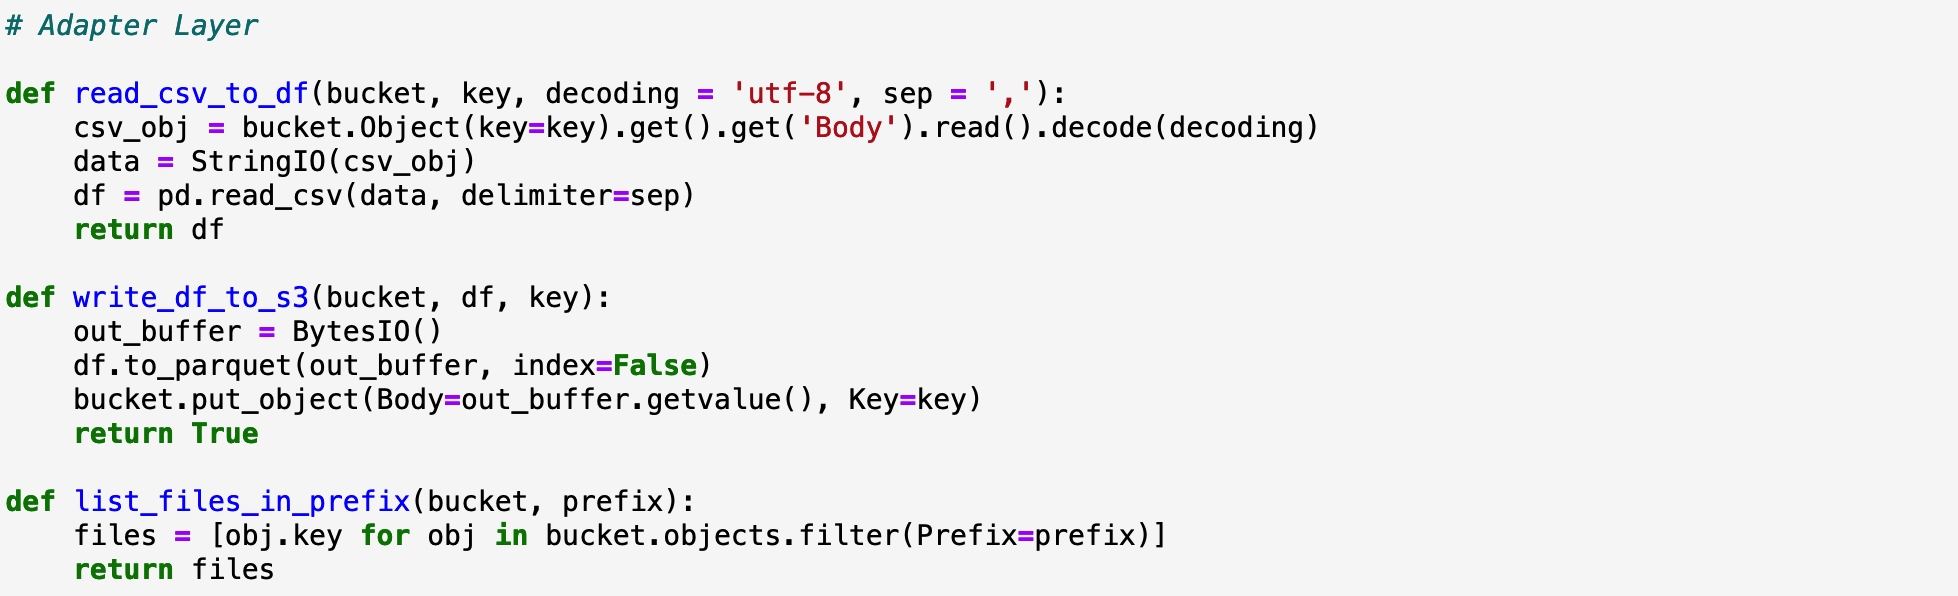 # Adapter Layer

def read_csv_to_df(bucket, key, decoding = 'utf-8', sep = ','):
    csv_obj = bucket.Object(key=key).get().get('Body').read().decode(decoding)
    data = StringIO(csv_obj)
    df = pd.read_csv(data, delimiter=sep)
    return df

def write_df_to_s3(bucket, df, key):
    out_buffer = BytesIO()
    df.to_parquet(out_buffer, index=False)
    bucket.put_object(Body=out_buffer.getvalue(), Key=key)
    return True

def list_files_in_prefix(bucket, prefix):
    files = [obj.key for obj in bucket.objects.filter(Prefix=prefix)]
    return files